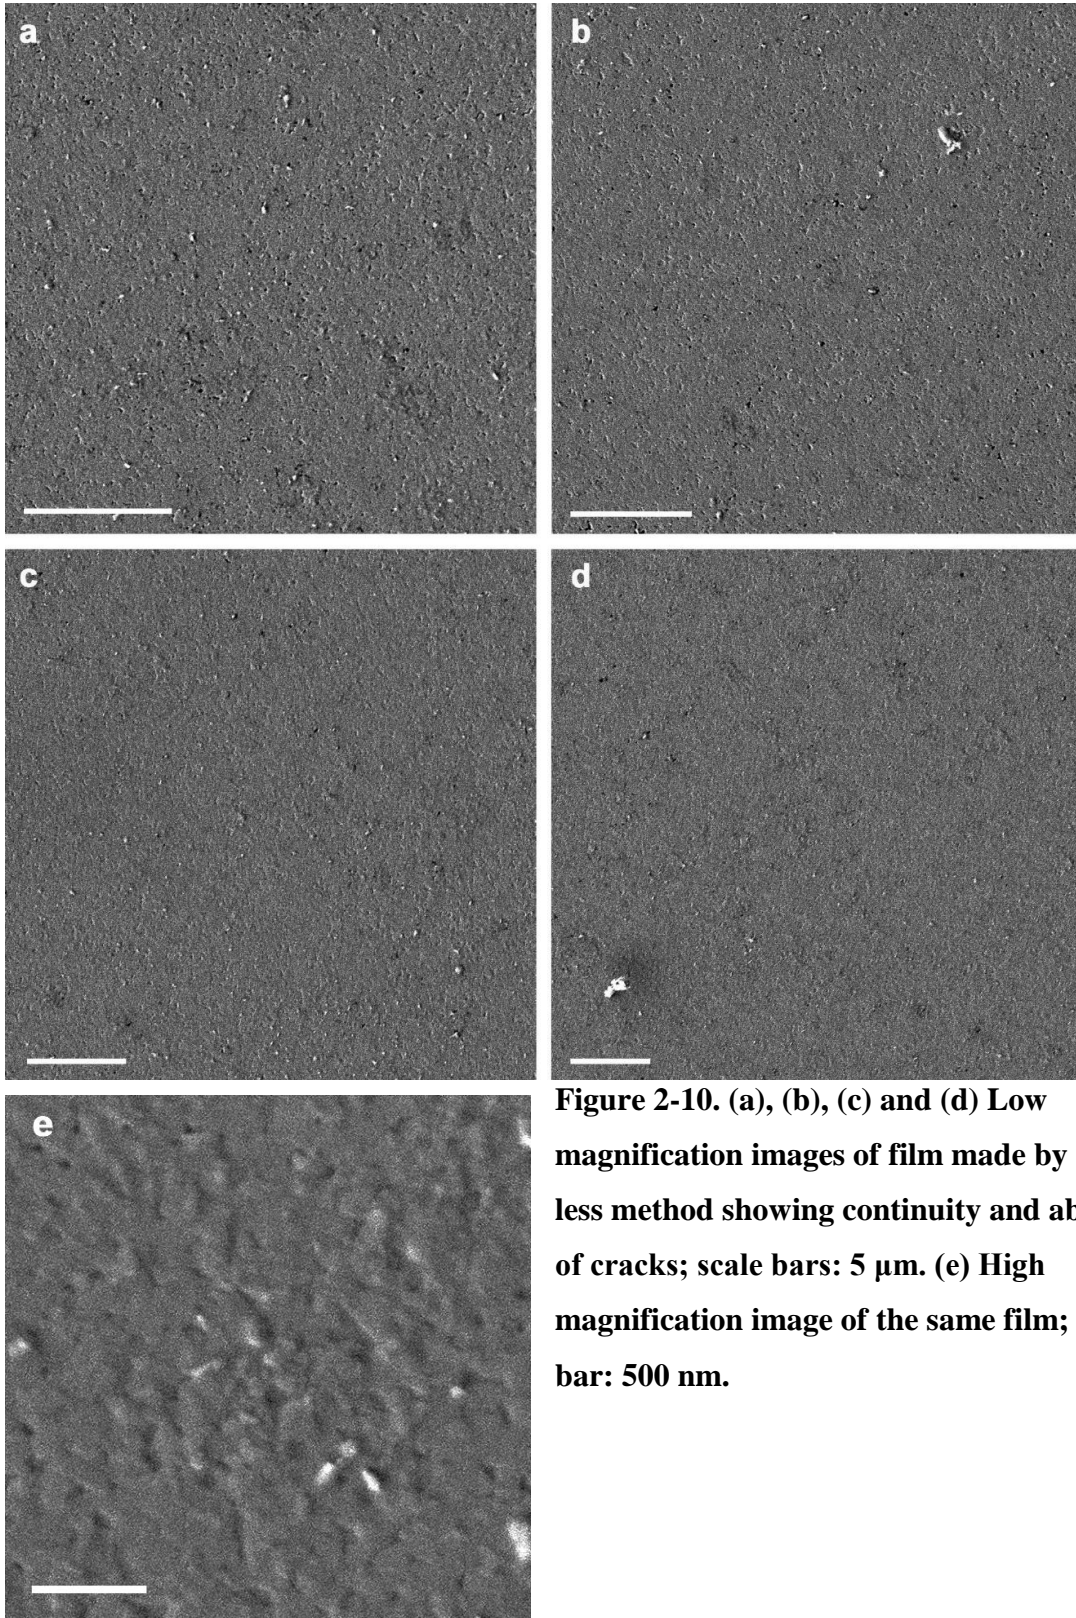 a
b
c
d
e
Figure 2-10. (a), (b), (c) and (d) Low
magnification images of film made by
less method showing continuity and ab
of cracks; scale bars: 5 µm. (e) High
magnification image of the same film;
bar: 500 nm.